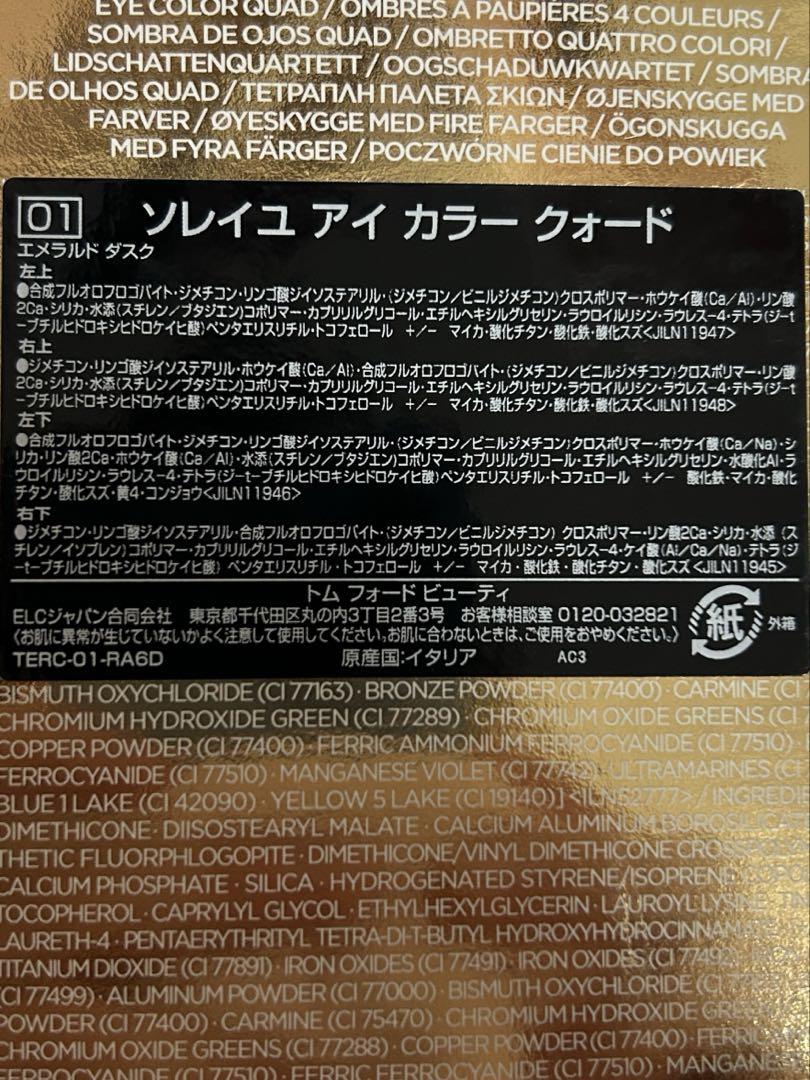 EYE COLOR QUAD / OMBRES À PAUPIÈRES 4 COULEURS /
SOMBRA DE OJOS QUAD / OMBRETTO QUATTRO COLORI /
LIDSCHATTENQUARTETT / OOGSCHADUWKWARTET / SOMBRA
DE OLHOS QUAD / ΤΕΤΡΑΠΛΗ ΠΑΛΕΤΑ ΣΚΙΩΝ / ØJENSKYGGE MED
FARVER / ØYESKYGGE MED FIRE FARGER / ÖGONSKUGGA
MED FYRA FÄRGER / POCZWÓRNE CIENIE DO POWIEK
01 ソレイユ アイ カラー クォード
エメラルド ダスク
左上
●合成フルオロフロゴパイト・ジメチコン・リンゴ酸ジイソステアリル・(ジメチコン/ビニルジメチコン)クロスポリマー・ホウケイ酸(Ca/Al)・リン酸
2Ca・シリカ・水添(スチレン/ブタジエン)コポリマー・カプリリルグリコール・エチルヘキシルグリセリン・ラウロイルリシン・ラウレス-4・テトラ(ジ-t
-ブチルヒドロキシヒドロケイヒ酸)ペンタエリスリチル・トコフェロール +/- マイカ・酸化チタン・酸化鉄・酸化スズ<JILN11947>
右上
●ジメチコン・リンゴ酸ジイソステアリル・ホウケイ酸(Ca/Al)・合成フルオロフロゴパイト・(ジメチコン/ビニルジメチコン)クロスポリマー・リン酸
2Ca・シリカ・水添(スチレン/ブタジエン)コポリマー・カプリリルグリコール・エチルヘキシルグリセリン・ラウロイルリシン・ラウレス-4・テトラ(ジ-t
-ブチルヒドロキシヒドロケイヒ酸)ペンタエリスリチル・トコフェロール +/- マイカ・酸化チタン・酸化鉄・酸化スズ<JILN11948>
左下
●合成フルオロフロゴパイト・ジメチコン・リンゴ酸ジイソステアリル・(ジメチコン/ビニルジメチコン)クロスポリマー・ホウケイ酸(Ca/Na)・シ
リカ・リン酸2Ca・ホウケイ酸(Ca/Al)・水添(スチレン/ブタジエン)コポリマー・カプリリルグリコール・エチルヘキシルグリセリン・水酸化Al・ラ
ウロイルリシン・ラウレス-4・テトラ(ジ-t-ブチルヒドロキシヒドロケイヒ酸)ペンタエリスリチル・トコフェロール +/- 酸化鉄・マイカ・酸化
チタン・酸化スズ・黄4・コンジョウ<JILN11946>
右下
●ジメチコン・リンゴ酸ジイソステアリル・合成フルオロフロゴパイト・(ジメチコン/ビニルジメチコン) クロスポリマー・リン酸2Ca・シリカ・水添 (ス
チレン/イソプレン)コポリマー・カプリリルグリコール・エチルヘキシルグリセリン・ラウロイルリシン・ラウレス-4・ケイ酸(Al/Ca/Na)・テトラ(ジ
-t-ブチルヒドロキシヒドロケイヒ酸) ペンタエリスリチル・トコフェロール +/- マイカ・酸化鉄・酸化チタン・酸化スズ <JILN11945>
トム フォード ビューティ
ELCジャパン合同会社 東京都千代田区丸の内3丁目2番3号 お客様相談室 0120-032821
〈お肌に異常が生じていないかよく注意して使用してください。お肌に合わないときは、ご使用をおやめください。〉
紙 外箱
TERC-01-RA6D 原産国:イタリア AC3
BISMUTH OXYCHLORIDE (CI 77163) · BRONZE POWDER (CI 77400) · CARMINE (CI
CHROMIUM HYDROXIDE GREEN (CI 77289) · CHROMIUM OXIDE GREENS (CI
COPPER POWDER (CI 77400) · FERRIC AMMONIUM FERROCYANIDE (CI 77510) ·
FERROCYANIDE (CI 77510) · MANGANESE VIOLET (CI 77742) · ULTRAMARINES (CI
BLUE 1 LAKE (CI 42090) · YELLOW 5 LAKE (CI 19140)] <ILN52777> / INGREDI
DIMETHICONE · DIISOSTEARYL MALATE · CALCIUM ALUMINUM BOROSILICA
THETIC FLUORPHLOGOPITE · DIMETHICONE/VINYL DIMETHICONE
CALCIUM PHOSPHATE · SILICA · HYDROGENATED STYRENE/ISOPRENE COPO
TOCOPHEROL · CAPRYLYL GLYCOL · ETHYLHEXYLGLYCERIN · LAUROYL LYSINE ·
LAURETH-4 · PENTAERYTHRITYL TETRA-DI-T-BUTYL HYDROXYHYDROCINNAMA
TITANIUM DIOXIDE (CI 77891) · IRON OXIDES (CI 77491) · IRON OXIDES (CI 77492) ·
(CI 77499) · ALUMINUM POWDER (CI 77000) · BISMUTH OXYCHLORIDE (CI
POWDER (CI 77400) · CARMINE (CI 75470) · CHROMIUM HYDROXIDE
CHROMIUM OXIDE GREENS (CI 77288) · COPPER POWDER (CI 77400) · FERRIC
FERROCYANIDE (CI 77510) · FERRIC FERROCYANIDE (CI 77510) · MANGANES